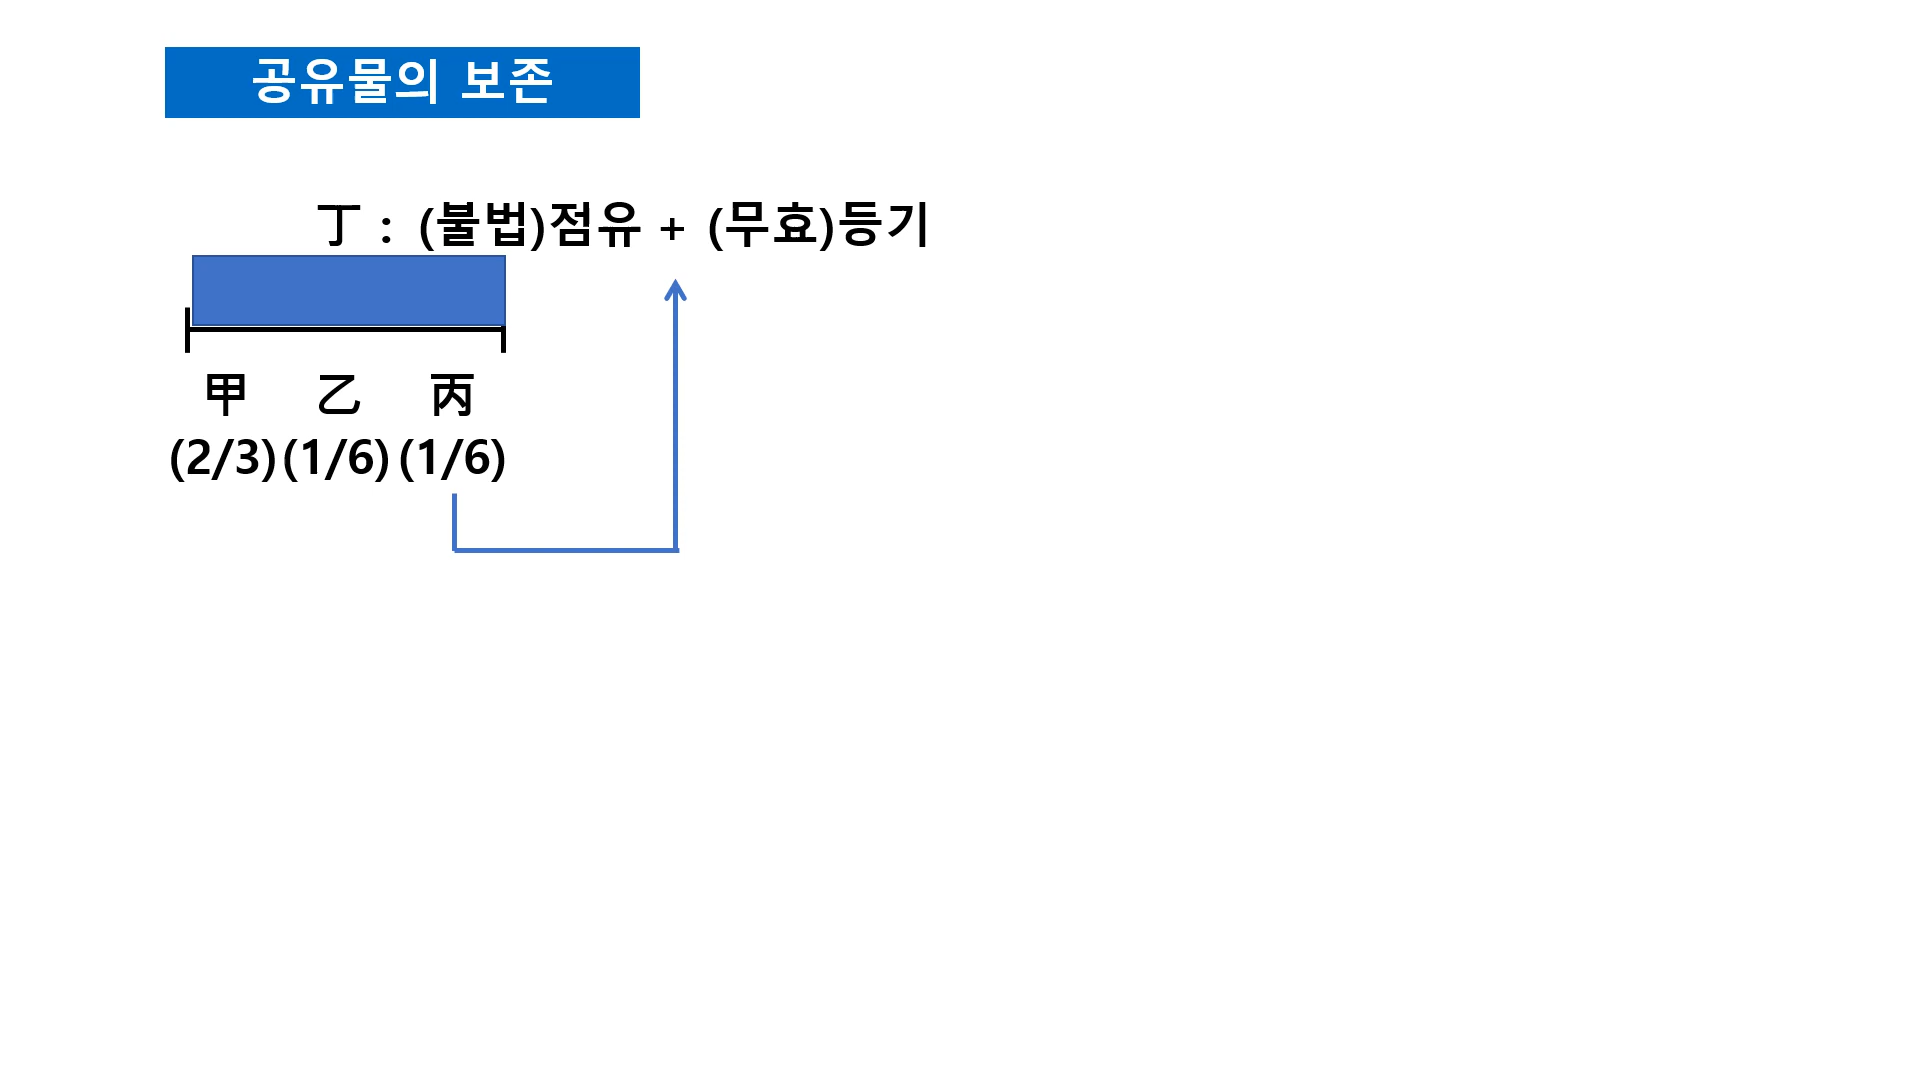 공유물의 보존
丁 : (불법)점유 + (무효)등기
甲 乙 丙
(2/3) (1/6) (1/6)